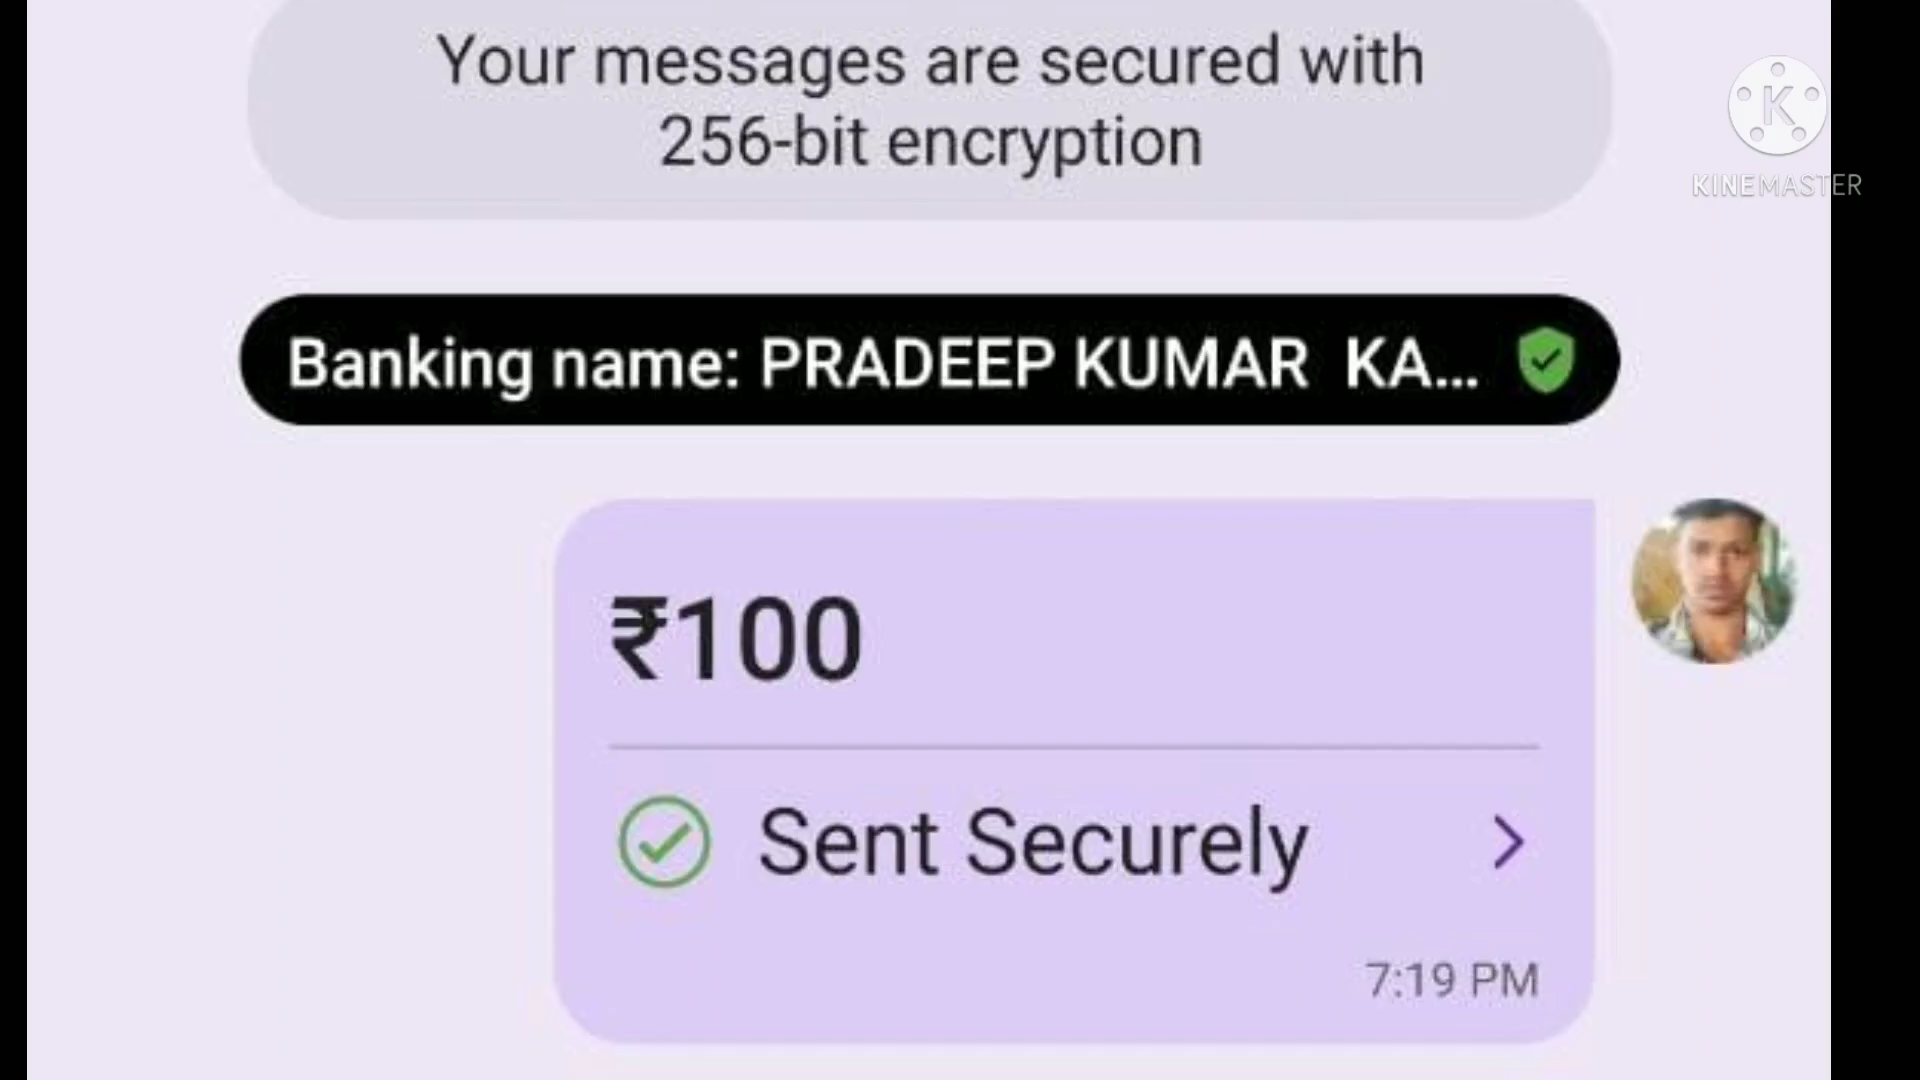 Your messages are secured with
256-bit encryption
K
KINEMASTER
Banking name: PRADEEP KUMAR KA...
₹100
Sent Securely
7:19 PM